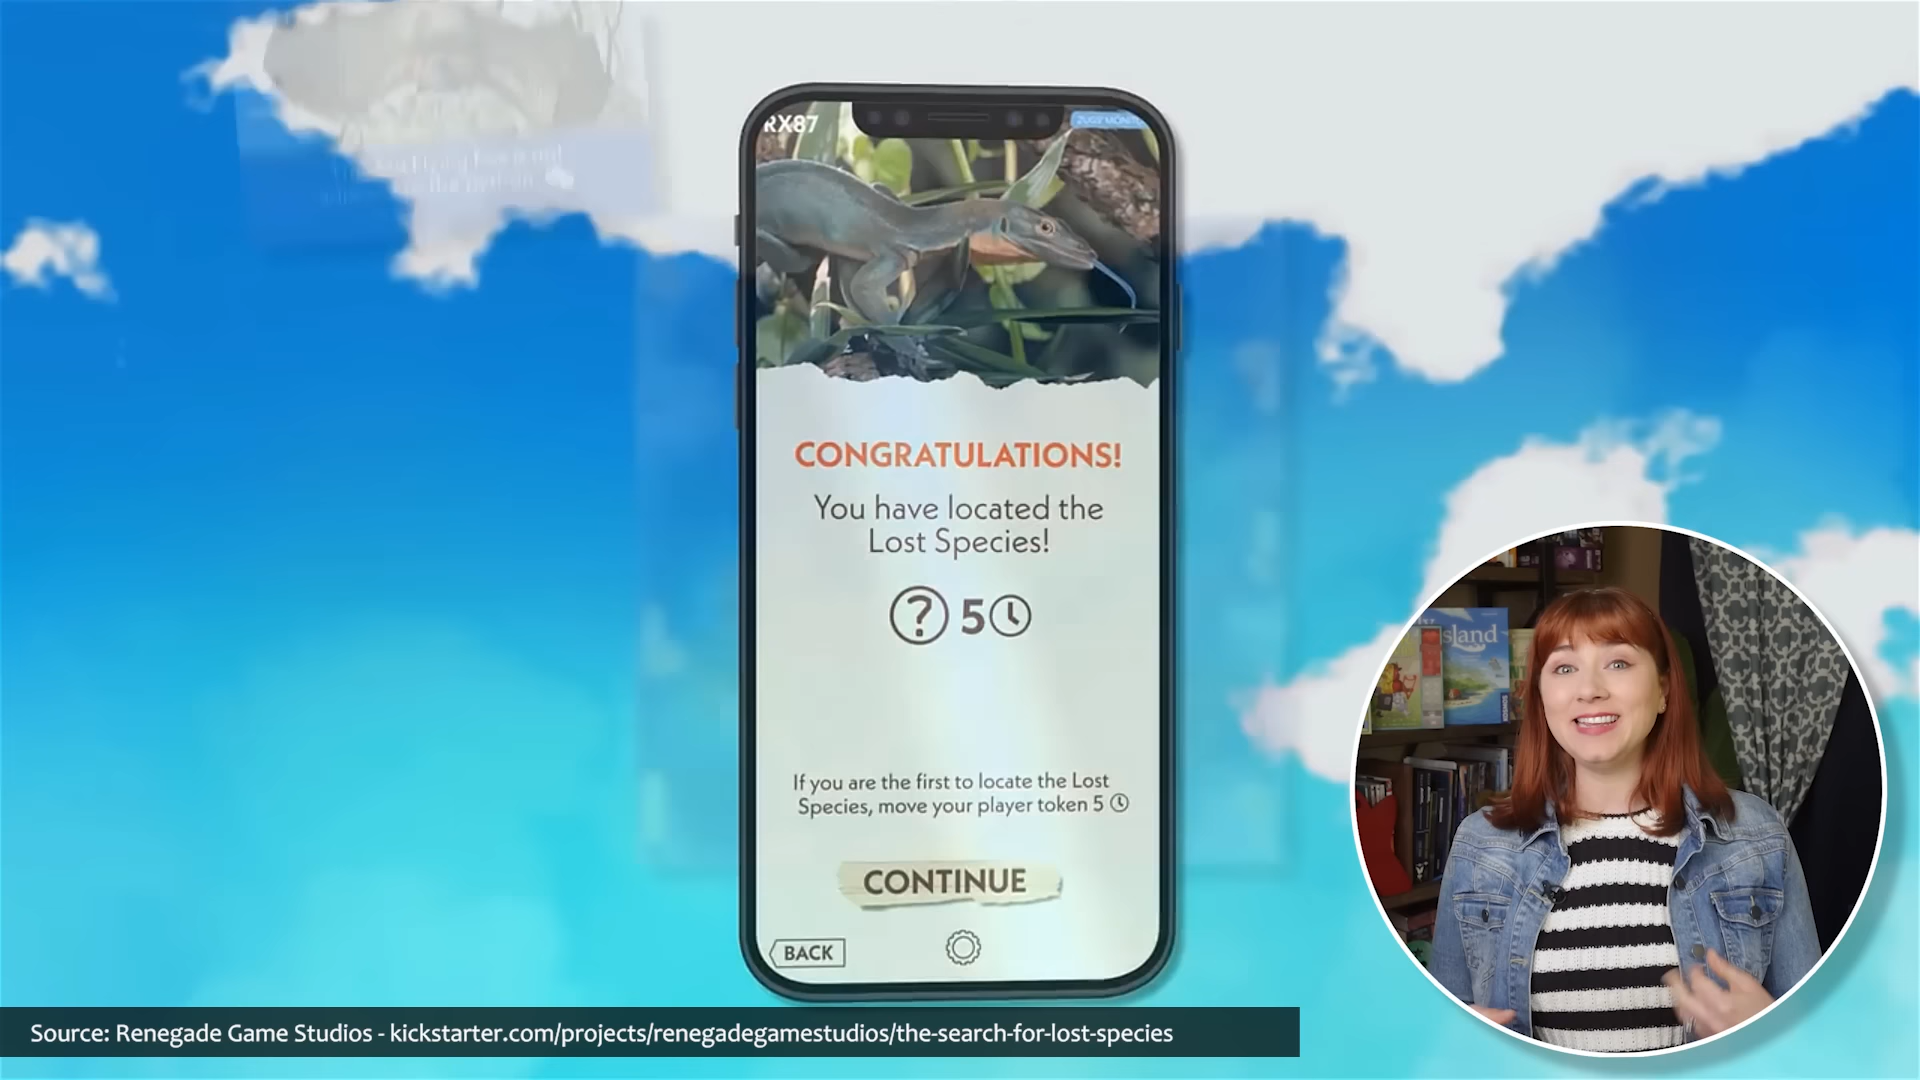 RX87
CONGRATULATIONS!
You have located the
Lost Species!
? 5
If you are the first to locate the Lost
Species, move your player token 5
CONTINUE
BACK
sland
Source: Renegade Game Studios - kickstarter.com/projects/renegadegamestudios/the-search-for-lost-species